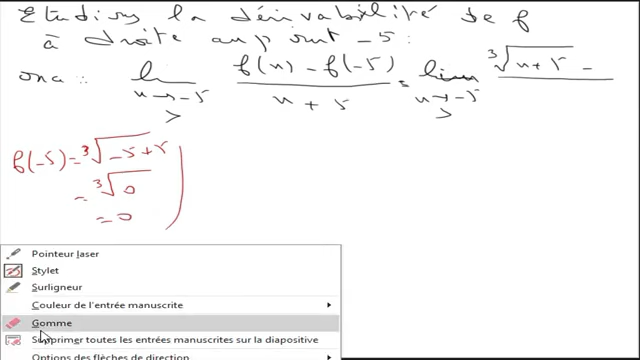 Etudions la dérivabilité de f
à droite au point -5 :
ona : lim x→-5 > f(x) - f(-5) / x + 5 = lim x→-5 > ∛x+5 -
f(-5) = ∛-5+5
= ∛0
= 0
Pointeur laser
Stylet
Surligneur
Couleur de l'entrée manuscrite
Gomme
Supprimer toutes les entrées manuscrites sur la diapositive
Options des flèches de direction